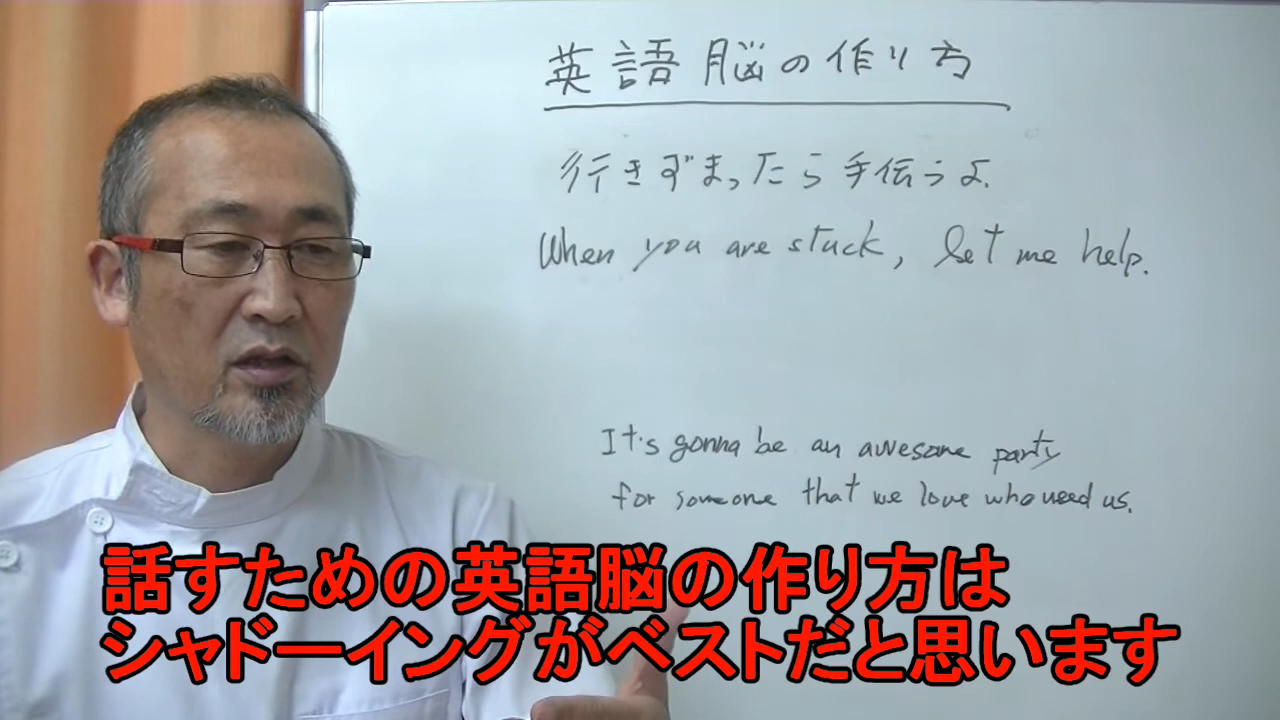 英語脳の作り方
行きずまったら手伝うよ.
When you are stuck, let me help.
It's gonna be an awesome party
for someone that we love who need us.
話すための英語脳の作り方は
シャドーイングがベストだと思います